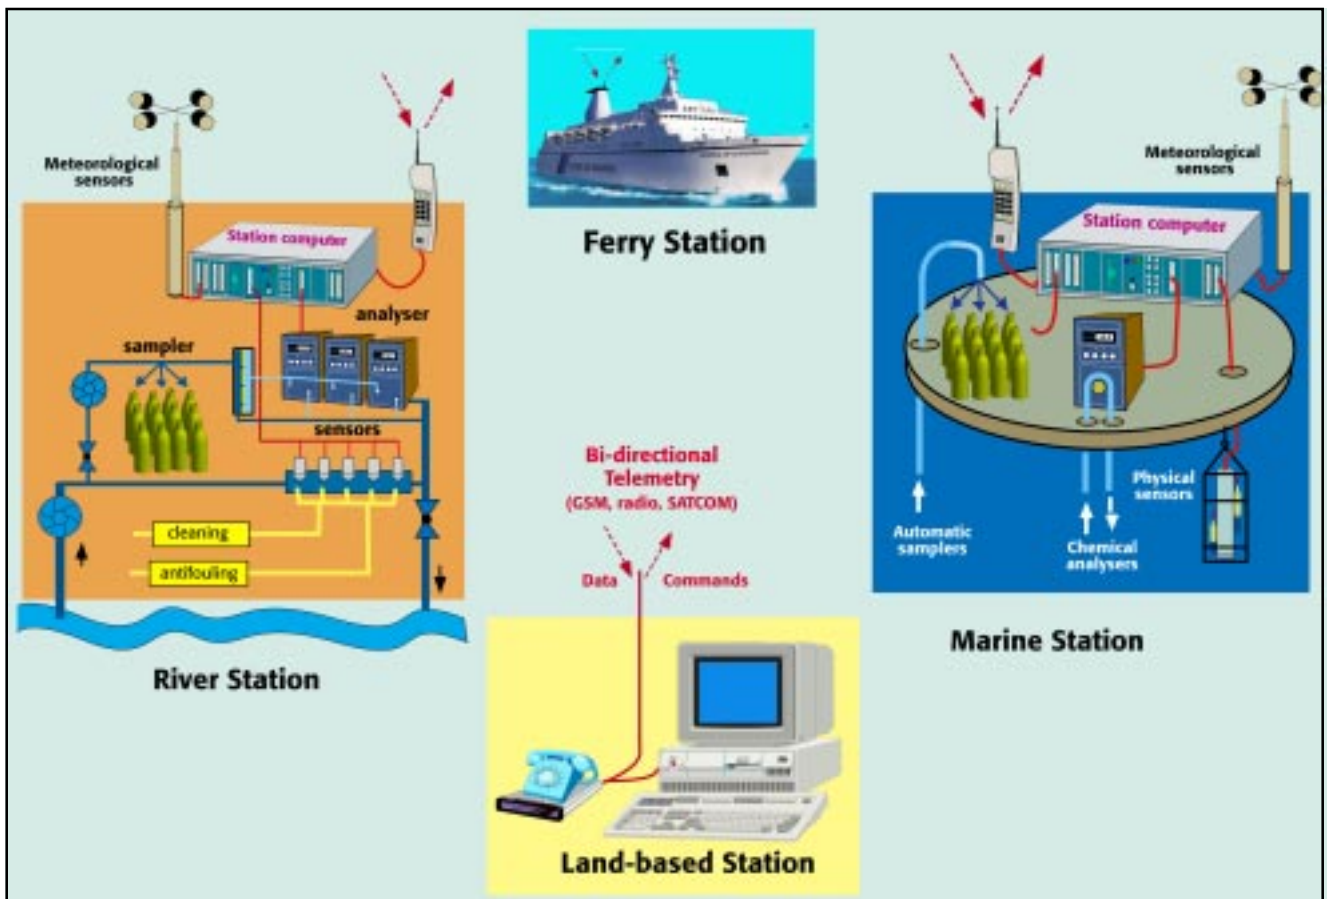 Meteorological
sensors
Station computer
analyser
sampler
sensors
cleaning
antifouling
River Station
Ferry Station
Bi-directional
Telemetry
(GSM, radio, SATCOM)
Data
Commands
Land-based Station
Meteorological
sensors
Station computer
Physical
sensors
Automatic
samplers
Chemical
analysers
Marine Station